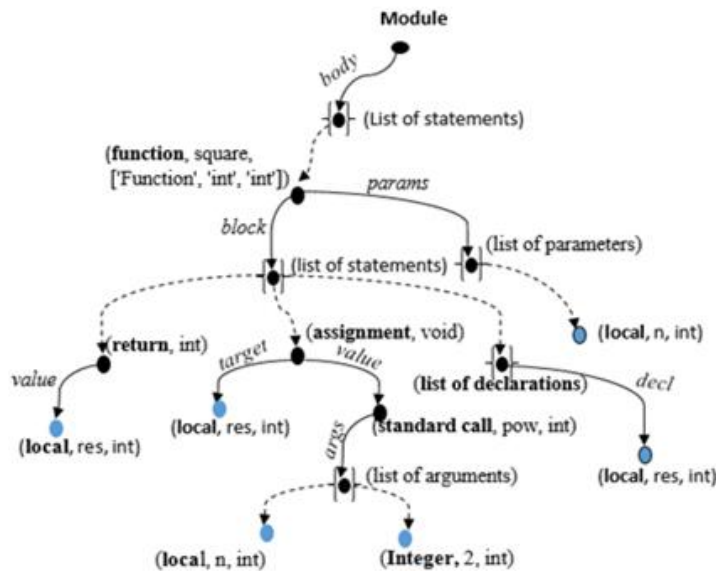 Module
body
(List of statements)
(function, square,
['Function', 'int', 'int'])
params
block
(list of parameters)
(list of statements)
(local, n, int)
(return, int)
(assignment, void)
value
target
value
(list of declarations)
decl
(local, res, int)
(local, res, int)
(standard call, pow, int)
args
(local, res, int)
(list of arguments)
(local, n, int)
(Integer, 2, int)